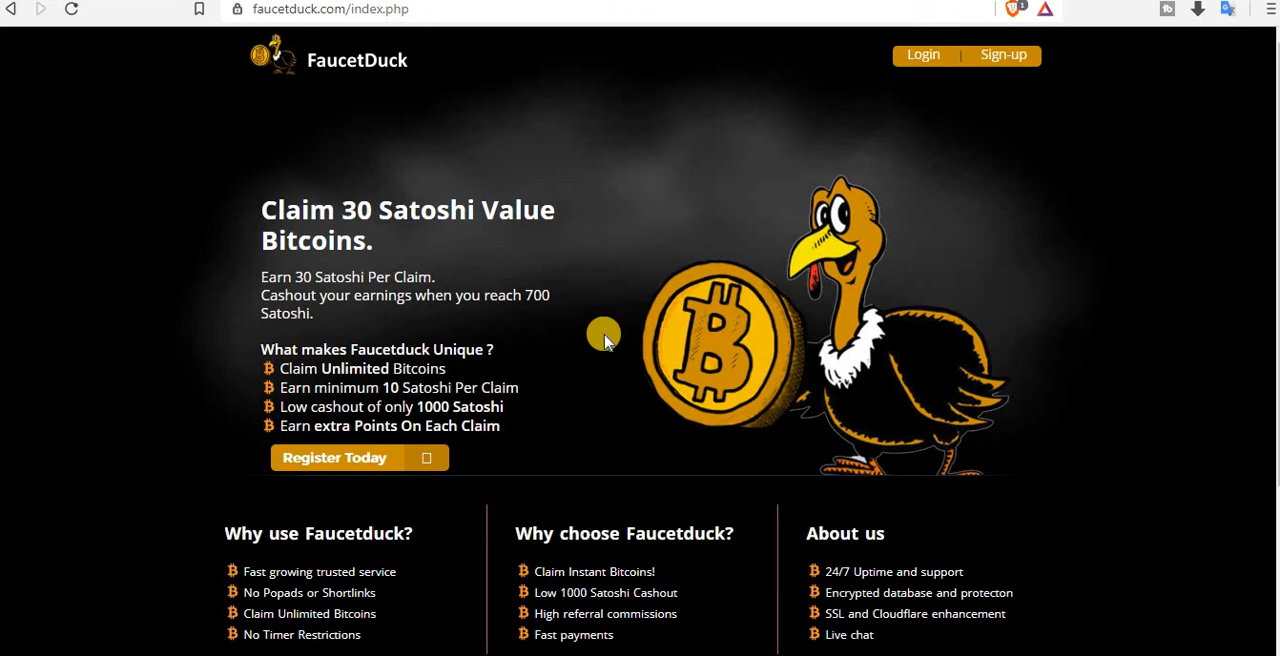 faucetduck.com/index.php
1
FaucetDuck
Login | Sign-up
Claim 30 Satoshi Value
Bitcoins.
Earn 30 Satoshi Per Claim.
Cashout your earnings when you reach 700
Satoshi.
What makes Faucetduck Unique ?
Claim Unlimited Bitcoins
Earn minimum 10 Satoshi Per Claim
Low cashout of only 1000 Satoshi
Earn extra Points On Each Claim
Register Today
Why use Faucetduck?
Fast growing trusted service
No Popads or Shortlinks
Claim Unlimited Bitcoins
No Timer Restrictions
Why choose Faucetduck?
Claim Instant Bitcoins!
Low 1000 Satoshi Cashout
High referral commissions
Fast payments
About us
24/7 Uptime and support
Encrypted database and protecton
SSL and Cloudflare enhancement
Live chat